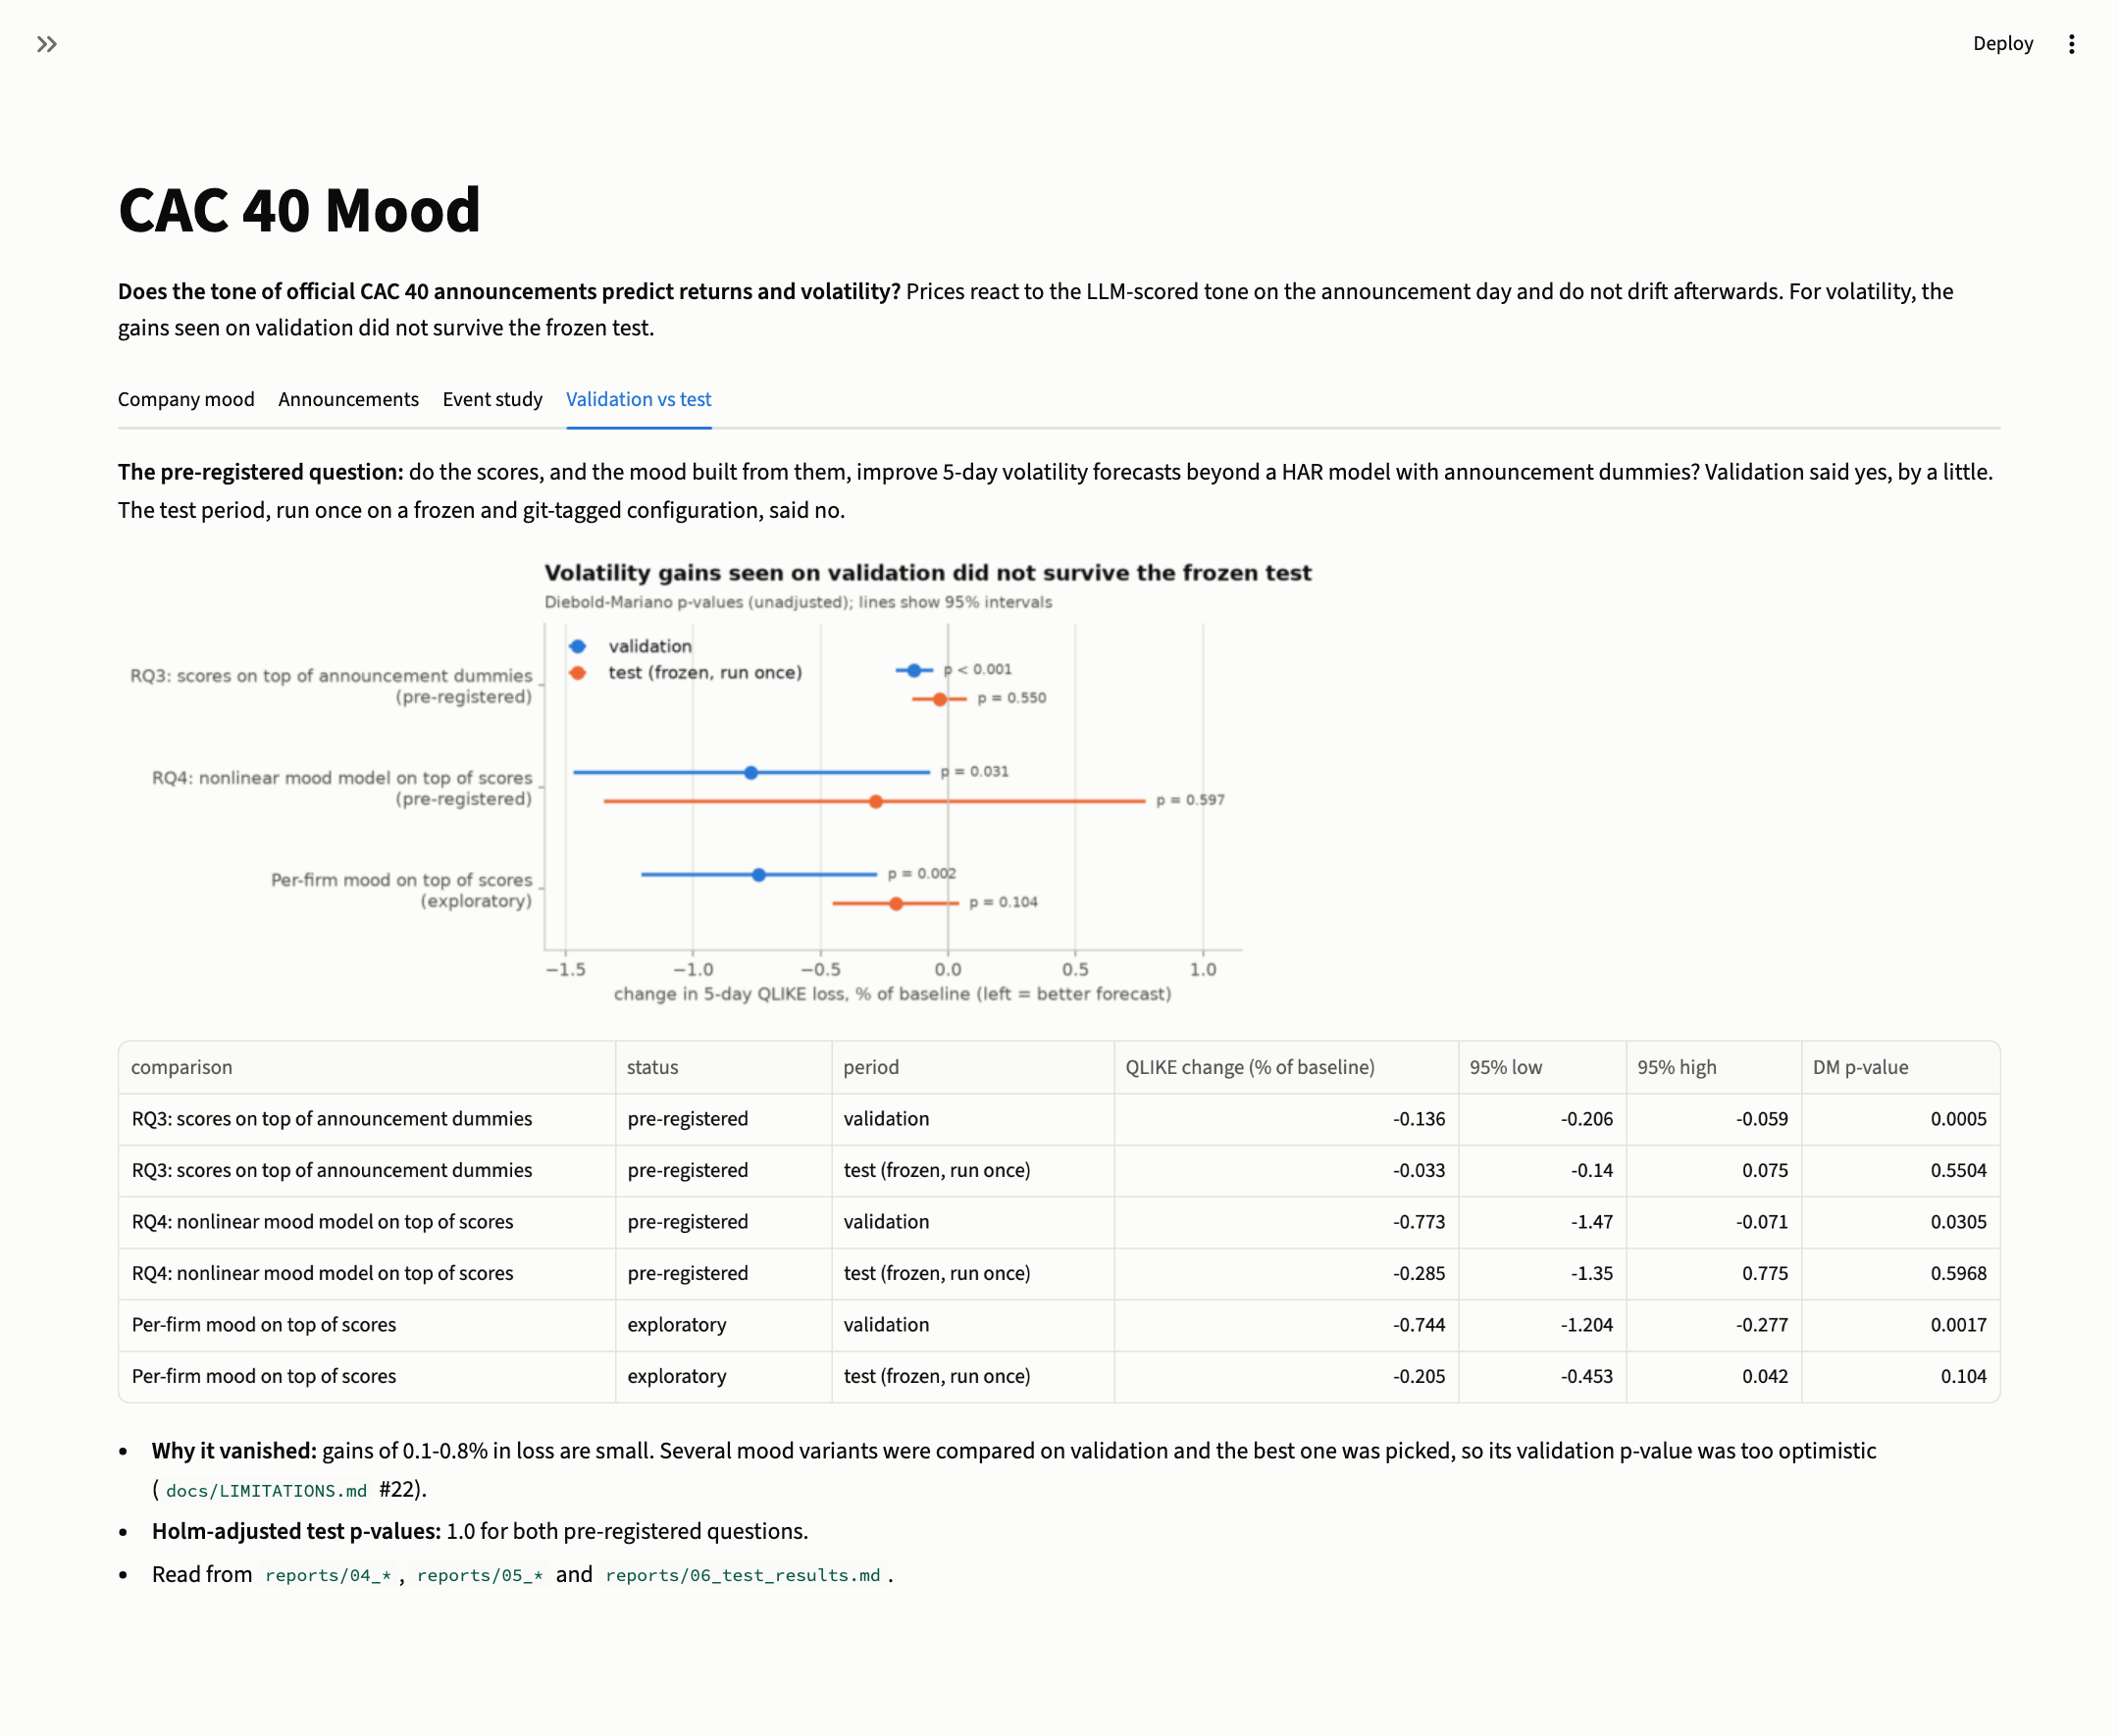 Deploy
CAC 40 Mood
Does the tone of official CAC 40 announcements predict returns and volatility? Prices react to the LLM-scored tone on the announcement day and do not drift afterwards. For volatility, the
gains seen on validation did not survive the frozen test.
Company mood Announcements Event study Validation vs test
The pre-registered question: do the scores, and the mood built from them, improve 5-day volatility forecasts beyond a HAR model with announcement dummies? Validation said yes, by a little.
The test period, run once on a frozen and git-tagged configuration, said no.
Volatility gains seen on validation did not survive the frozen test
Diebold-Mariano p-values (unadjusted); lines show 95% intervals
validation
test (frozen, run once)
RQ3: scores on top of announcement dummies
(pre-registered)
p < 0.001
p = 0.550
RQ4: nonlinear mood model on top of scores
(pre-registered)
p = 0.031
p = 0.597
Per-firm mood on top of scores
(exploratory)
p = 0.002
p = 0.104
−1.5 −1.0 −0.5 0.0 0.5 1.0
change in 5-day QLIKE loss, % of baseline (left = better forecast)
comparison status period QLIKE change (% of baseline) 95% low 95% high DM p-value
RQ3: scores on top of announcement dummies pre-registered validation -0.136 -0.206 -0.059 0.0005
RQ3: scores on top of announcement dummies pre-registered test (frozen, run once) -0.033 -0.14 0.075 0.5504
RQ4: nonlinear mood model on top of scores pre-registered validation -0.773 -1.47 -0.071 0.0305
RQ4: nonlinear mood model on top of scores pre-registered test (frozen, run once) -0.285 -1.35 0.775 0.5968
Per-firm mood on top of scores exploratory validation -0.744 -1.204 -0.277 0.0017
Per-firm mood on top of scores exploratory test (frozen, run once) -0.205 -0.453 0.042 0.104
• Why it vanished: gains of 0.1-0.8% in loss are small. Several mood variants were compared on validation and the best one was picked, so its validation p-value was too optimistic
( docs/LIMITATIONS.md #22).
• Holm-adjusted test p-values: 1.0 for both pre-registered questions.
• Read from reports/04_* , reports/05_* and reports/06_test_results.md .